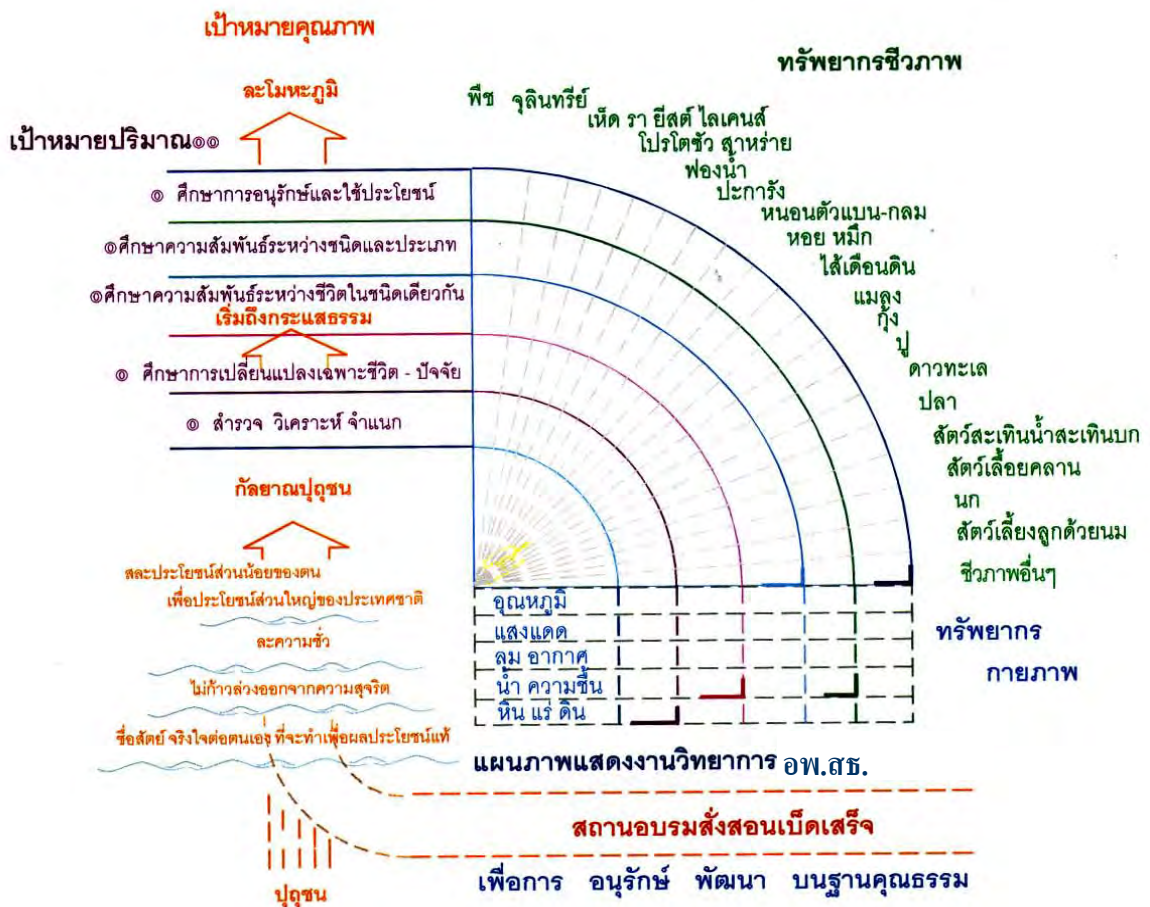 เป้าหมายคุณภาพ
ละโมหะภูมิ
เป้าหมายปริมาณ๏๏
๏ ศึกษาการอนุรักษ์และใช้ประโยชน์
๏ศึกษาความสัมพันธ์ระหว่างชนิดและประเภท
๏ศึกษาความสัมพันธ์ระหว่างชีวิตในชนิดเดียวกัน
เริ่มถึงกระแสธรรม
๏ ศึกษาการเปลี่ยนแปลงเฉพาะชีวิต - ปัจจัย
๏ สำรวจ วิเคราะห์ จำแนก
กัลยาณปุถุชน
สละประโยชน์ส่วนน้อยของตน
เพื่อประโยชน์ส่วนใหญ่ของประเทศชาติ
ละความชั่ว
ไม่ก้าวล่วงออกจากความสุจริต
ซื่อสัตย์ จริงใจต่อตนเอง ที่จะทำเพื่อผลประโยชน์แท้
ปุถุชน
ทรัพยากรชีวภาพ
พืช
จุลินทรีย์
เห็ด รา ยีสต์ ไลเคนส์
โปรโตซัว สาหร่าย
ฟองน้ำ
ปะการัง
หนอนตัวแบน-กลม
หอย หมึก
ไส้เดือนดิน
แมลง
กุ้ง
ปู
ดาวทะเล
ปลา
สัตว์สะเทินน้ำสะเทินบก
สัตว์เลื้อยคลาน
นก
สัตว์เลี้ยงลูกด้วยนม
ชีวภาพอื่นๆ
อุณหภูมิ
แสงแดด
ลม อากาศ
น้ำ ความชื้น
หิน แร่ ดิน
ทรัพยากร
กายภาพ
แผนภาพแสดงงานวิทยาการ อพ.สธ.
สถานอบรมสั่งสอนเบ็ดเสร็จ
เพื่อการ อนุรักษ์ พัฒนา บนฐานคุณธรรม